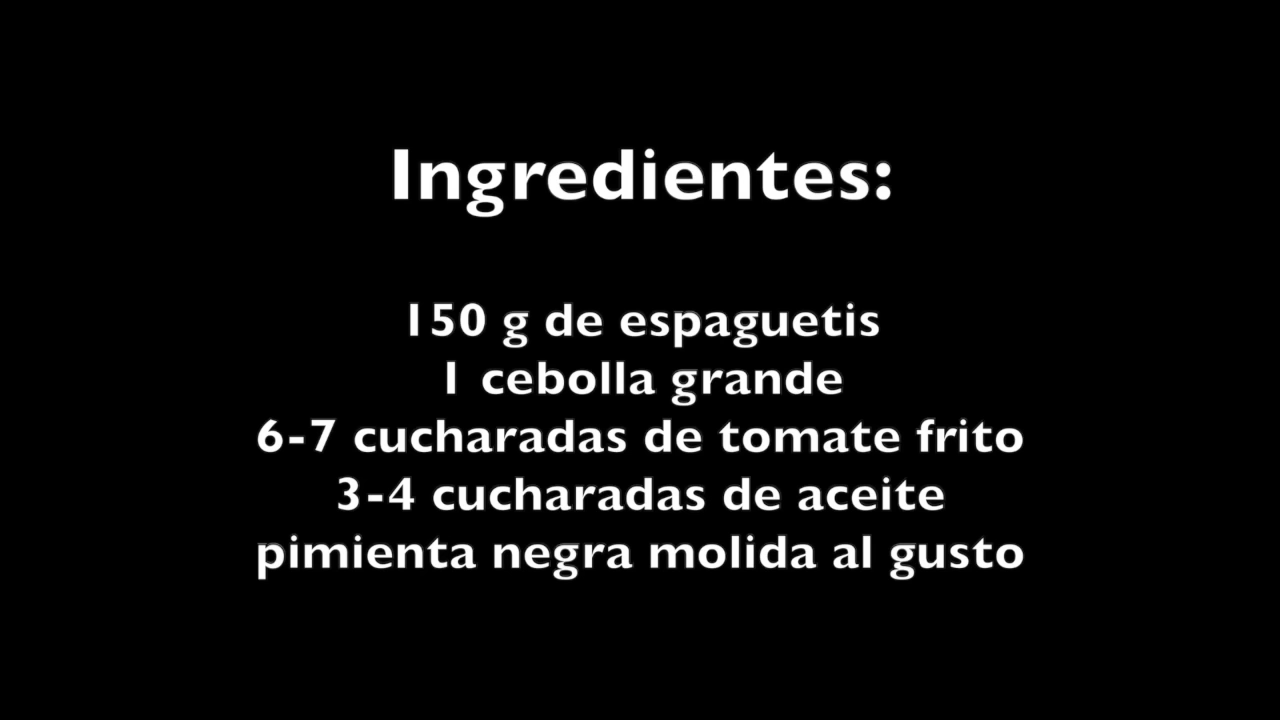 Ingredientes:
150 g de espaguetis
1 cebolla grande
6-7 cucharadas de tomate frito
3-4 cucharadas de aceite
pimienta negra molida al gusto